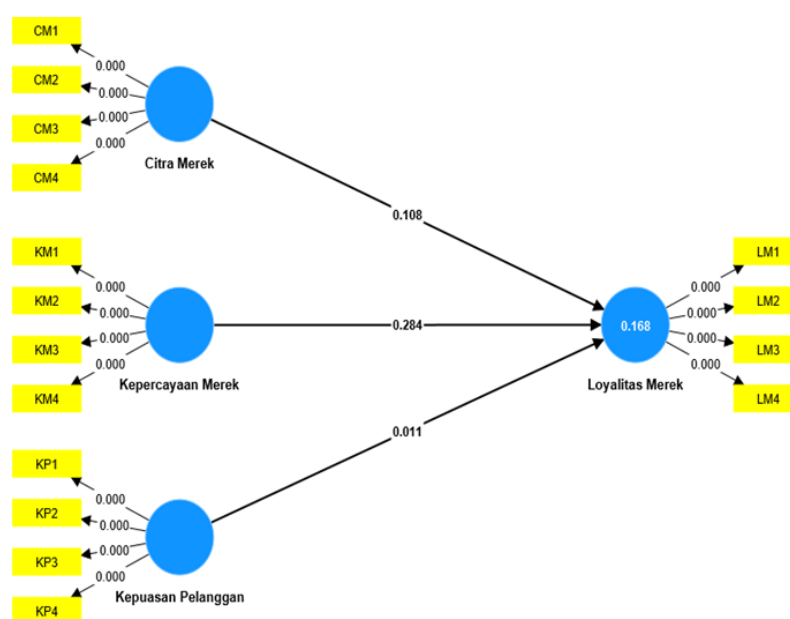 CM1
0.000
CM2
0.000
CM3
0.000
CM4
0.000
Citra Merek
0.108
KM1
0.000
KM2
0.000
KM3
0.000
KM4
0.000
Kepercayaan Merek
0.284
KP1
0.000
KP2
0.000
KP3
0.000
KP4
0.000
Kepuasan Pelanggan
0.011
0.168
Loyalitas Merek
LM1
0.000
LM2
0.000
LM3
0.000
LM4
0.000